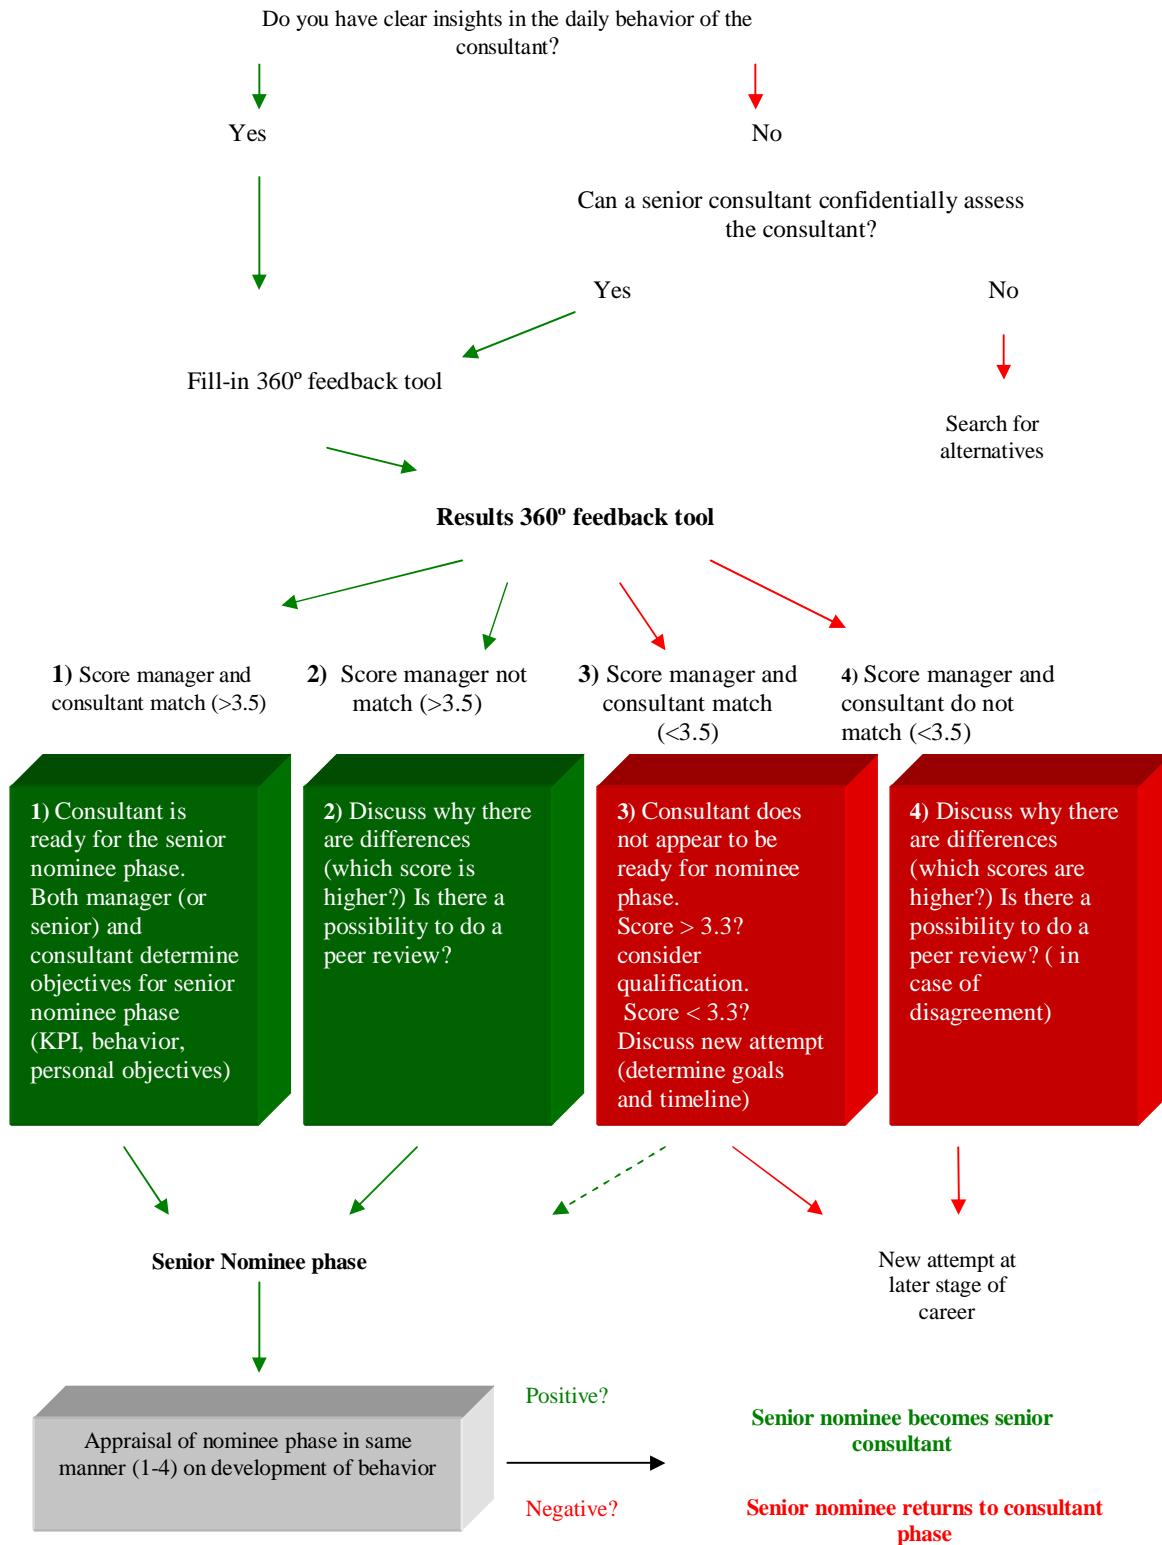 Do you have clear insights in the daily behavior of the
consultant?
Yes
No
Can a senior consultant confidentially assess
the consultant?
Yes
No
Fill-in 360º feedback tool
Search for
alternatives
Results 360º feedback tool
1) Score manager and
consultant match (>3.5)
2) Score manager not
match (>3.5)
3) Score manager and
consultant match
(<3.5)
4) Score manager and
consultant do not
match (<3.5)
1) Consultant is
ready for the senior
nominee phase.
Both manager (or
senior) and
consultant determine
objectives for senior
nominee phase
(KPI, behavior,
personal objectives)
2) Discuss why there
are differences
(which score is
higher?) Is there a
possibility to do a
peer review?
3) Consultant does
not appear to be
ready for nominee
phase.
Score > 3.3?
consider
qualification.
Score < 3.3?
Discuss new attempt
(determine goals
and timeline)
4) Discuss why there
are differences
(which scores are
higher?) Is there a
possibility to do a
peer review? ( in
case of
disagreement)
Senior Nominee phase
New attempt at
later stage of
career
Appraisal of nominee phase in same
manner (1-4) on development of behavior
Positive?
Senior nominee becomes senior
consultant
Negative?
Senior nominee returns to consultant
phase